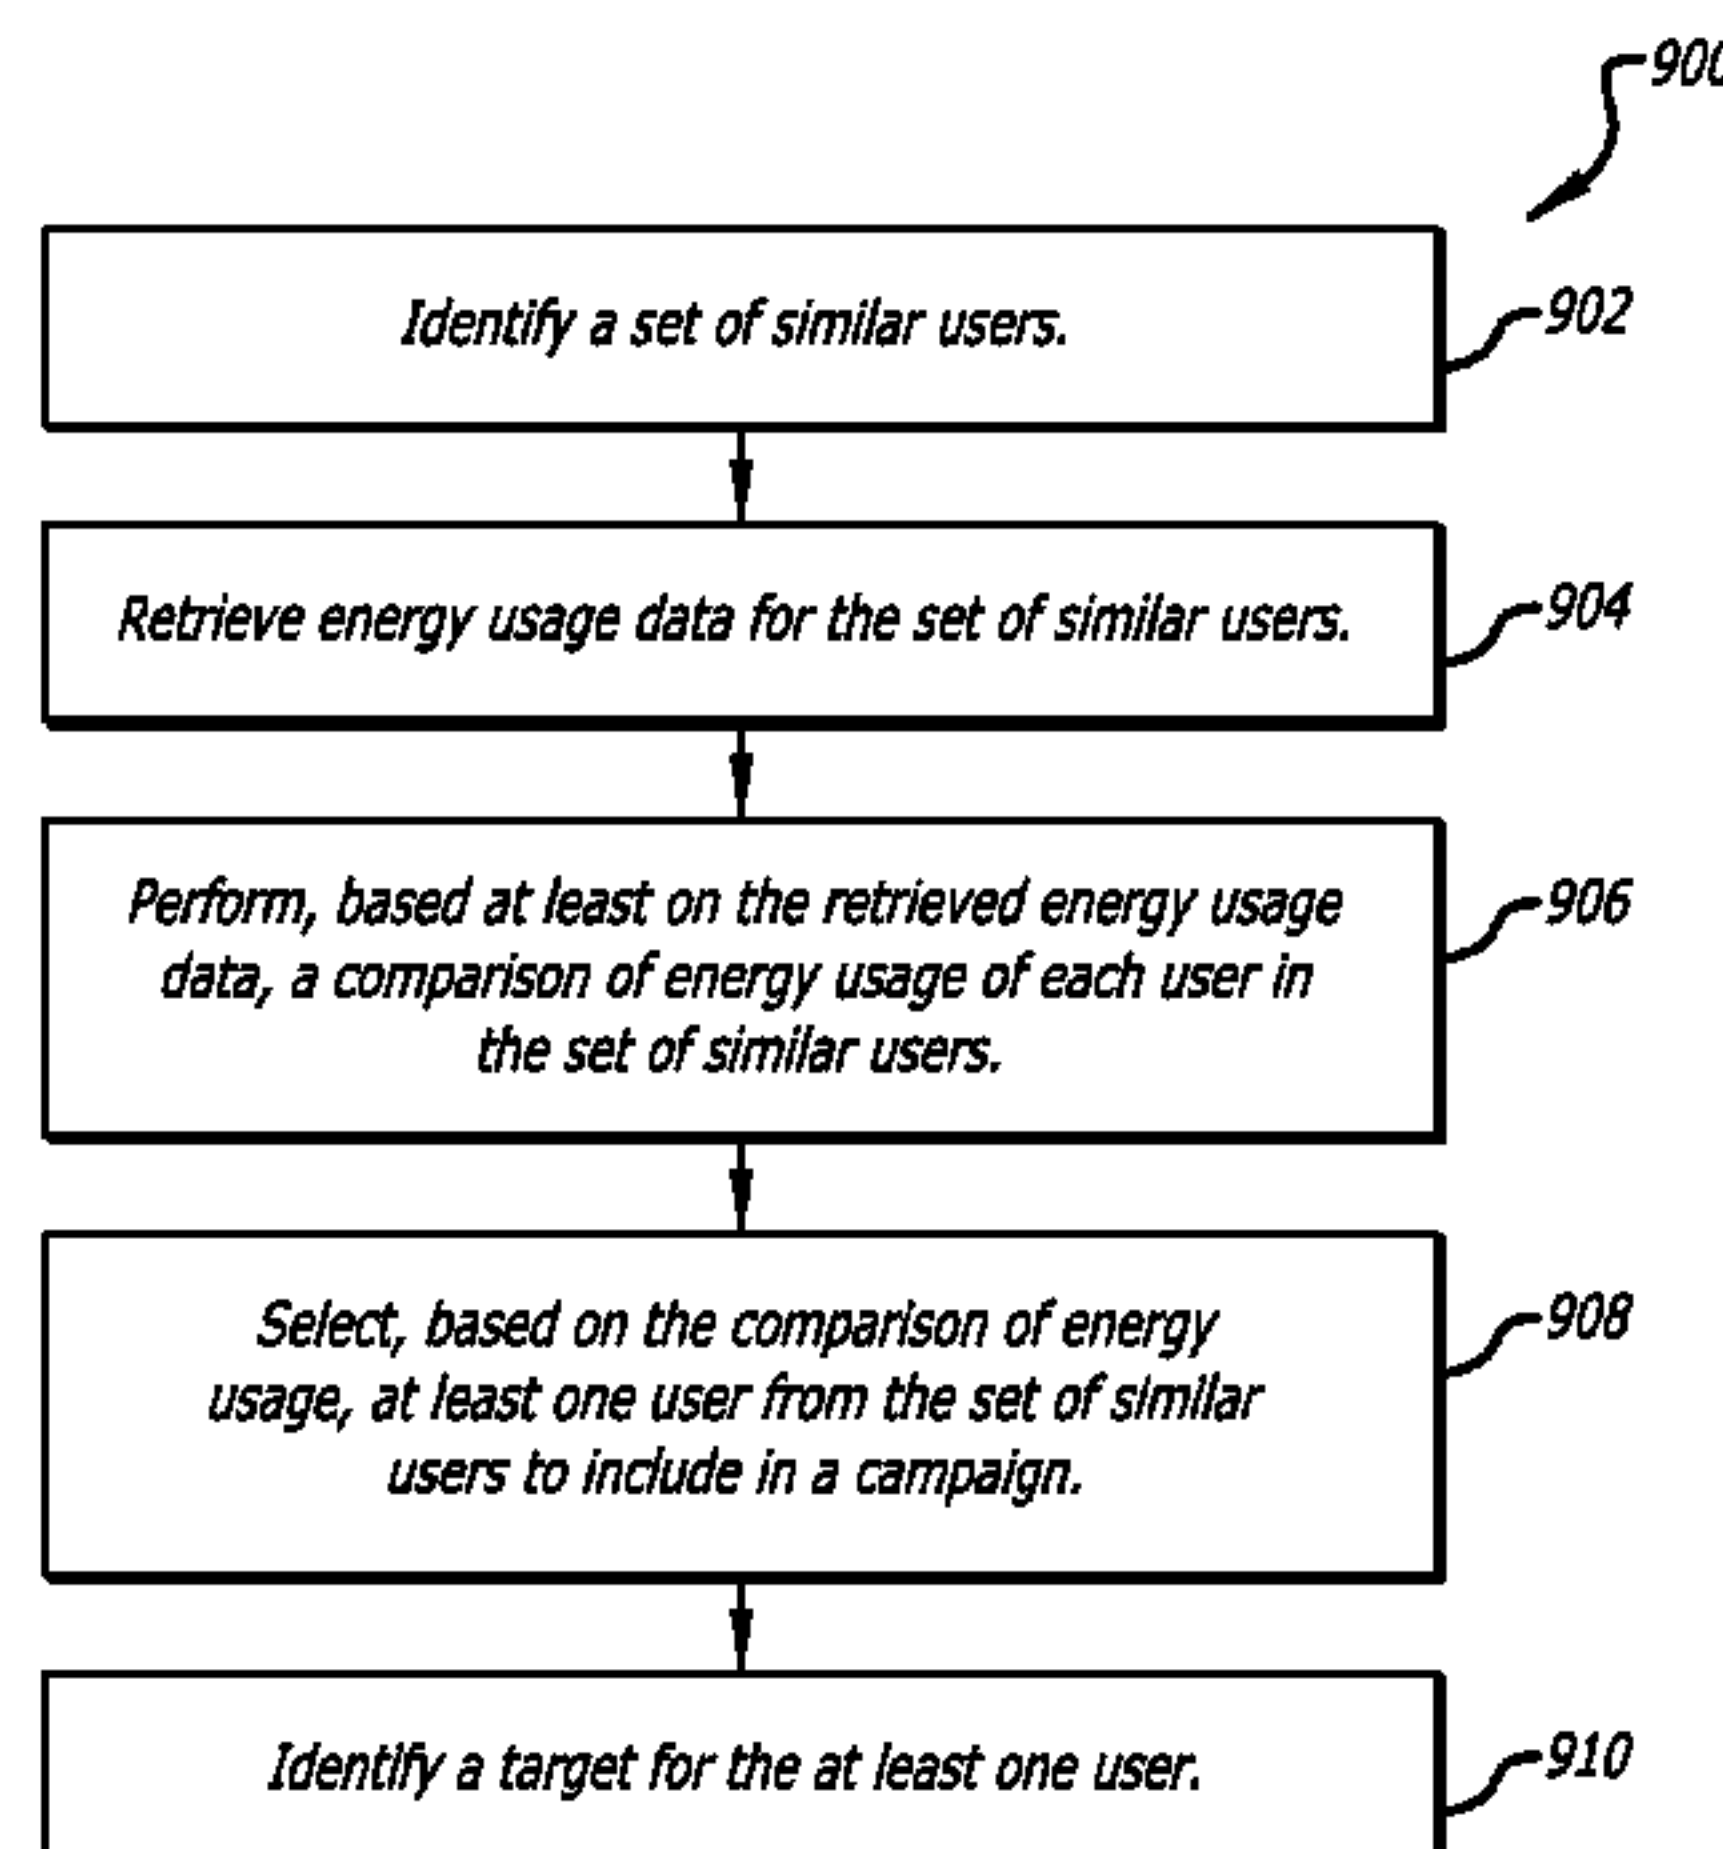 900
Identify a set of similar users.
902
Retrieve energy usage data for the set of similar users.
904
Perform, based at least on the retrieved energy usage
data, a comparison of energy usage of each user in
the set of similar users.
906
Select, based on the comparison of energy
usage, at least one user from the set of similar
users to include in a campaign.
908
Identify a target for the at least one user.
910